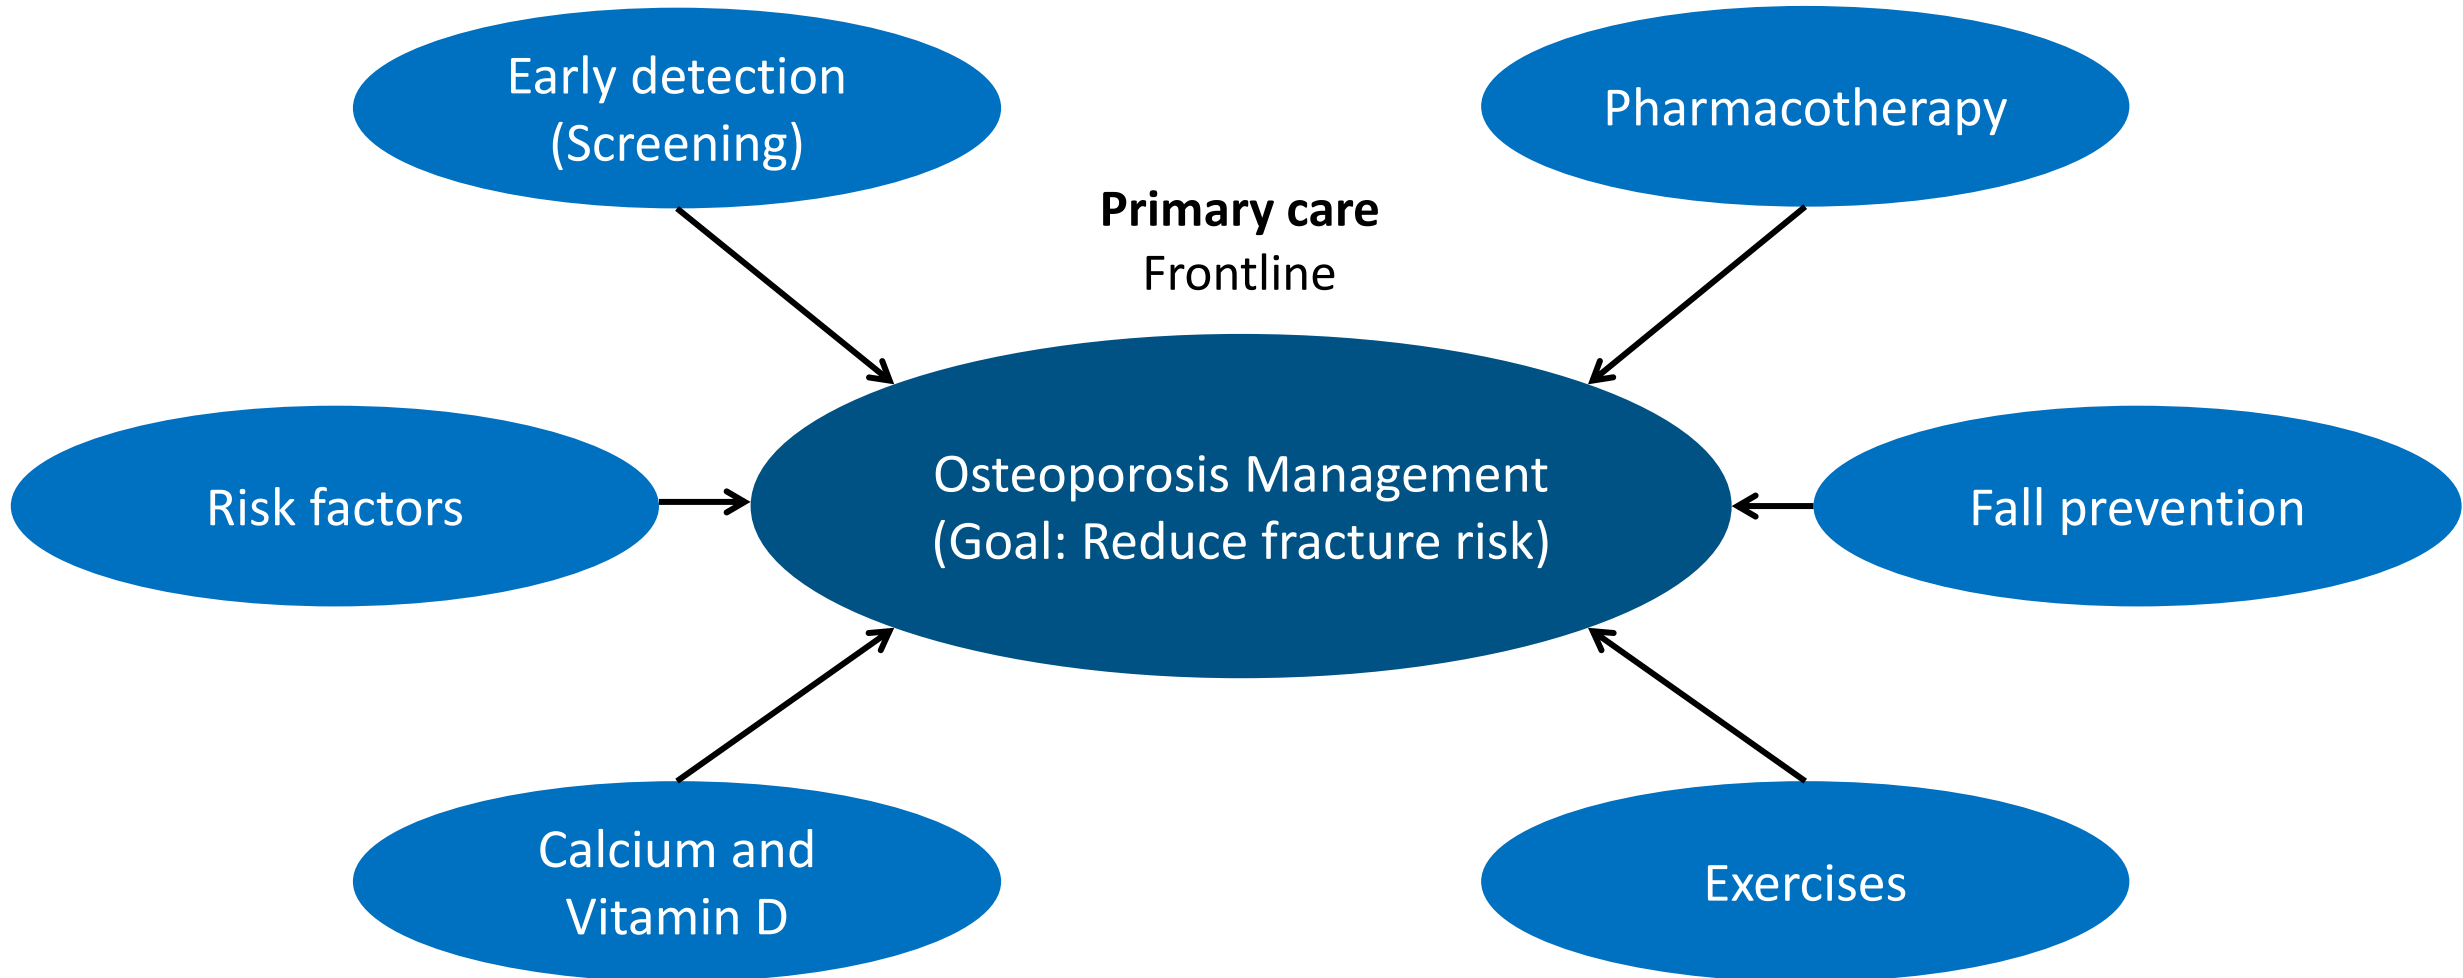 Early detection
(Screening)
Pharmacotherapy
Primary care
Frontline
Risk factors
Osteoporosis Management
(Goal: Reduce fracture risk)
Fall prevention
Calcium and
Vitamin D
Exercises